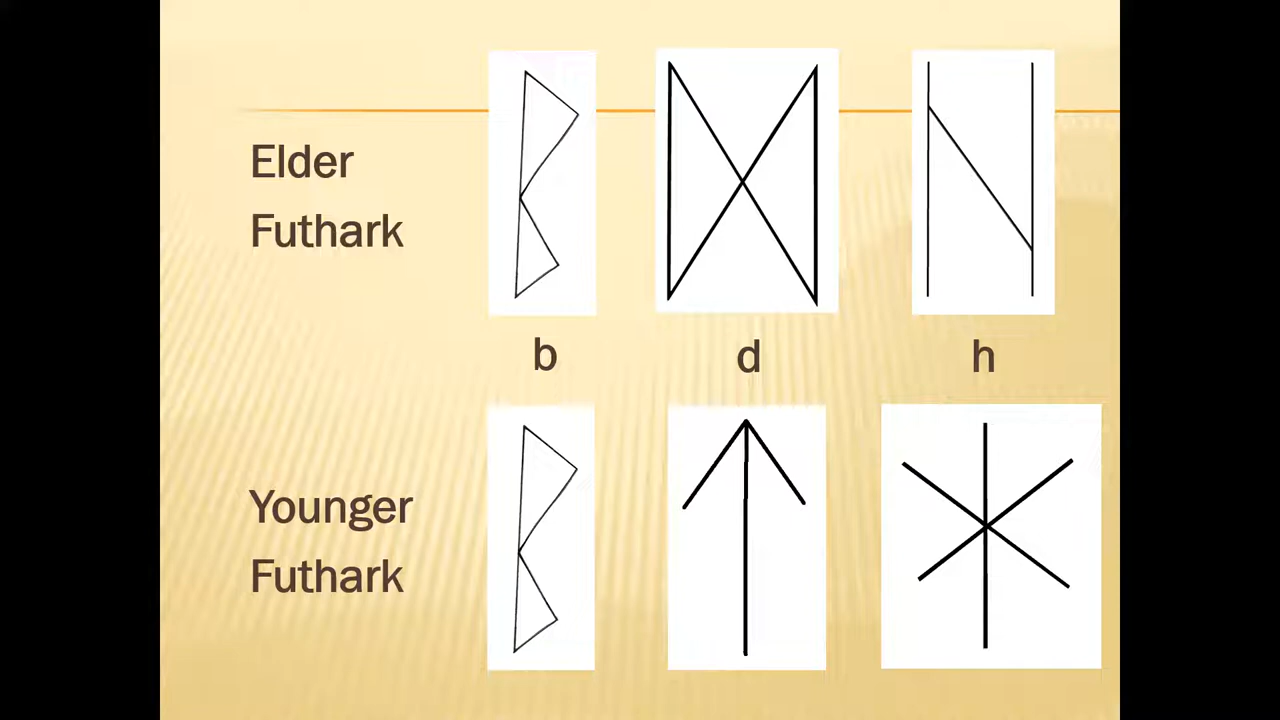 Elder
Futhark
ᛒ ᛞ ᚺ
b d h
Younger
Futhark
ᛒ ᛏ ᚼ